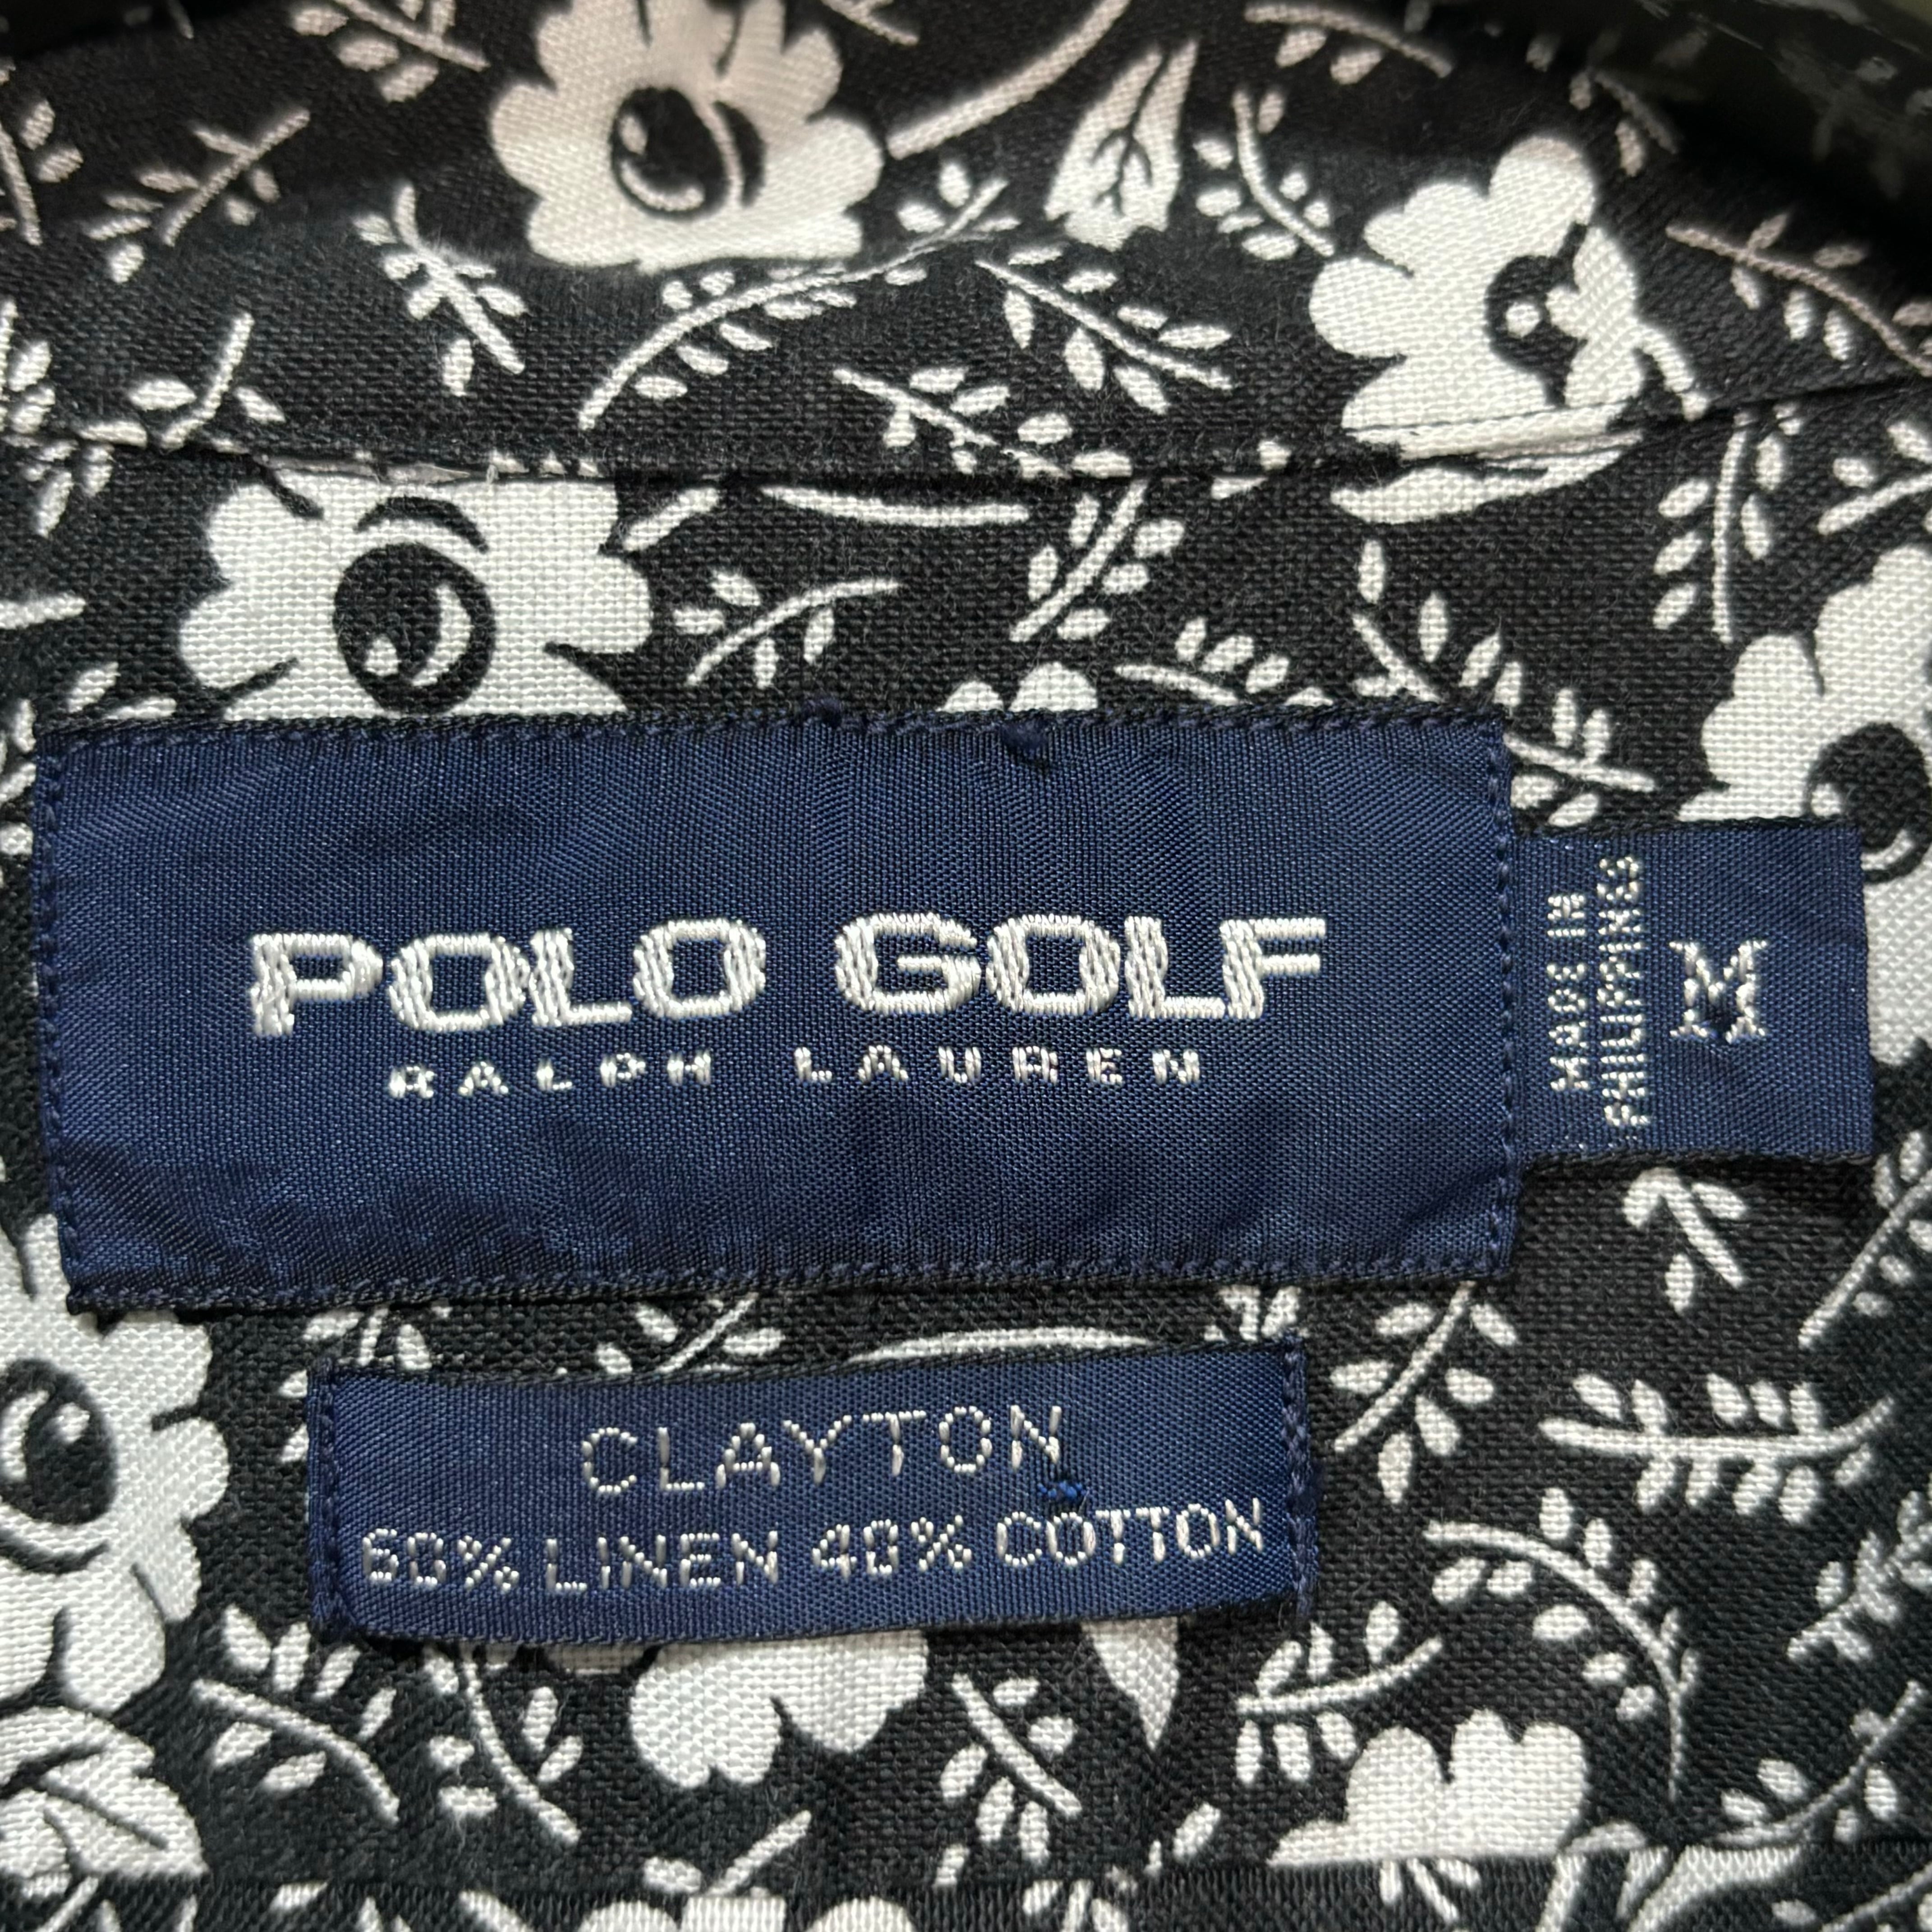 POLO GOLF
RALPH LAUREN
MADE IN
PHILIPPINES
M
CLAYTON
60% LINEN 40% COTTON